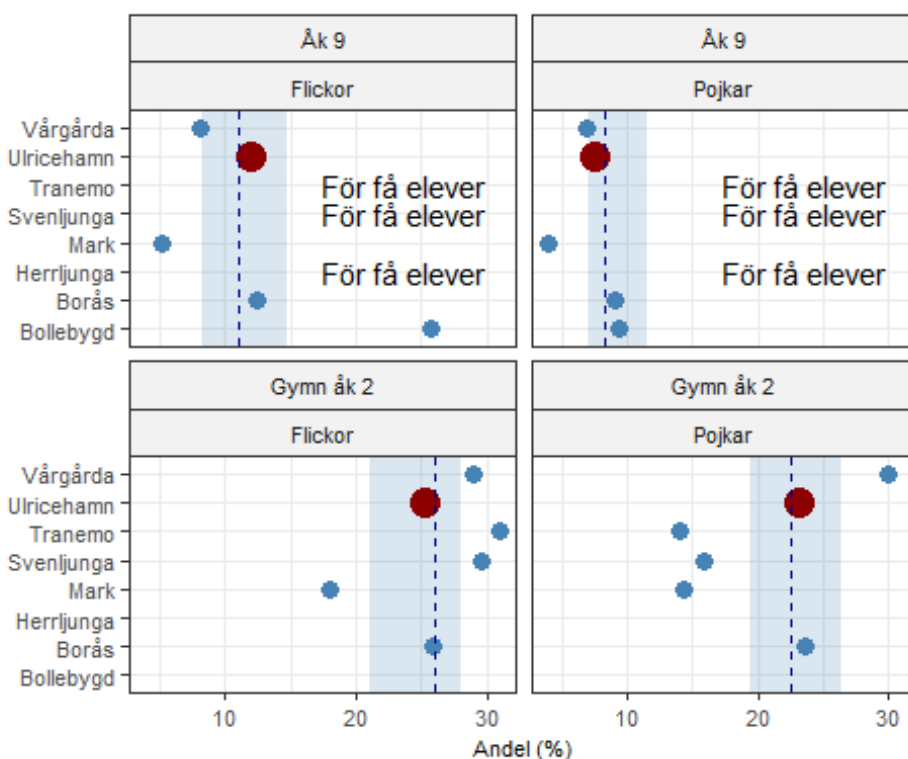 Åk 9
Åk 9
Flickor
Pojkar
Vårgårda
Ulricehamn
Tranemo För få elever För få elever
Svenljunga För få elever För få elever
Mark
Herrljunga För få elever För få elever
Borås
Bollebygd
Gymn åk 2
Gymn åk 2
Flickor
Pojkar
Vårgårda
Ulricehamn
Tranemo
Svenljunga
Mark
Herrljunga
Borås
Bollebygd
10 20 30 10 20 30
Andel (%)